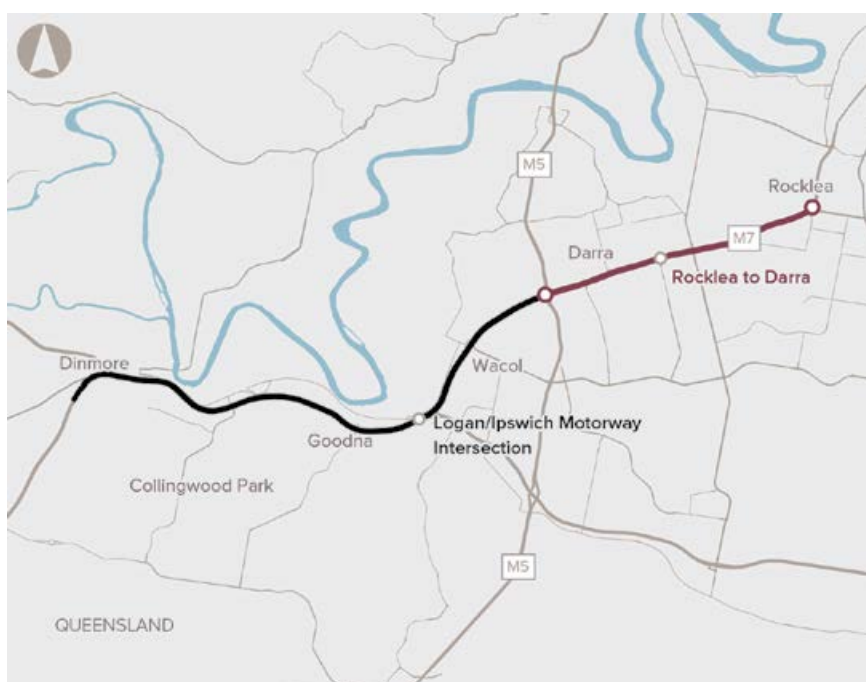 M5
Rocklea
M7
Darra
Rocklea to Darra
Dinmore
Wacol
Logan/Ipswich Motorway
Intersection
Goodna
Collingwood Park
M5
QUEENSLAND